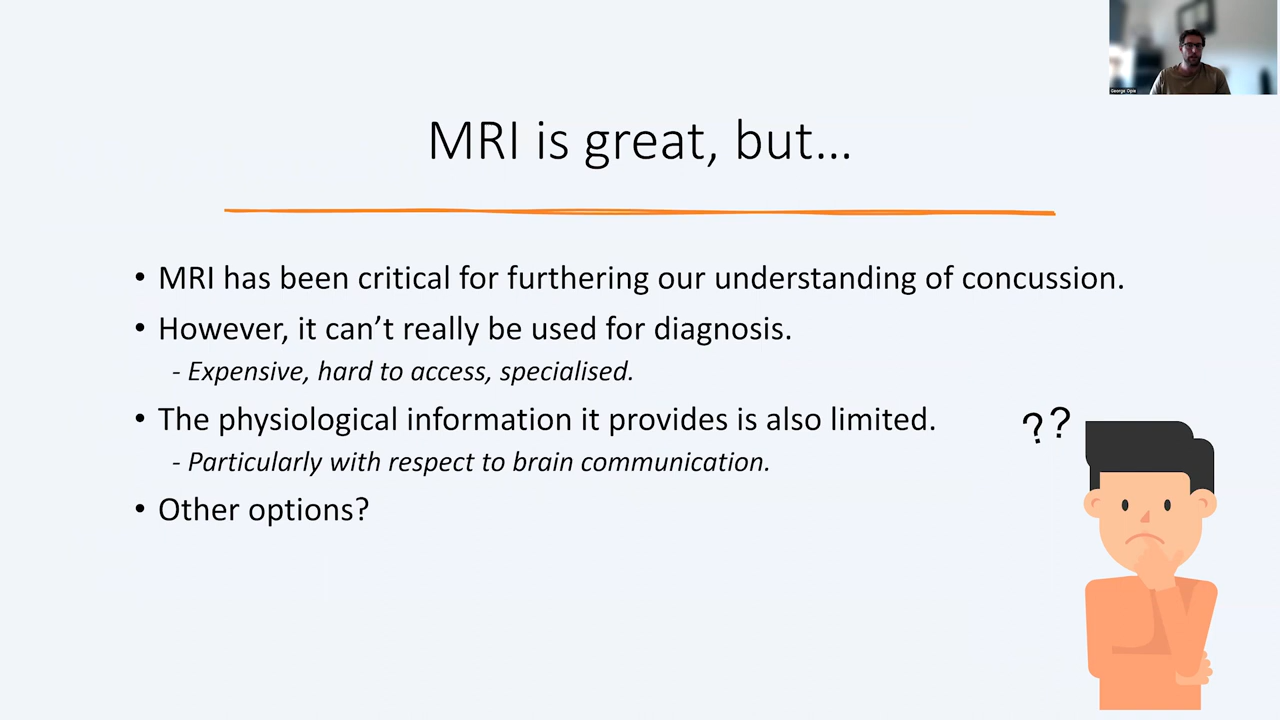 George Opie
MRI is great, but...
• MRI has been critical for furthering our understanding of concussion.
• However, it can’t really be used for diagnosis.
- Expensive, hard to access, specialised.
• The physiological information it provides is also limited.
- Particularly with respect to brain communication.
• Other options?
??